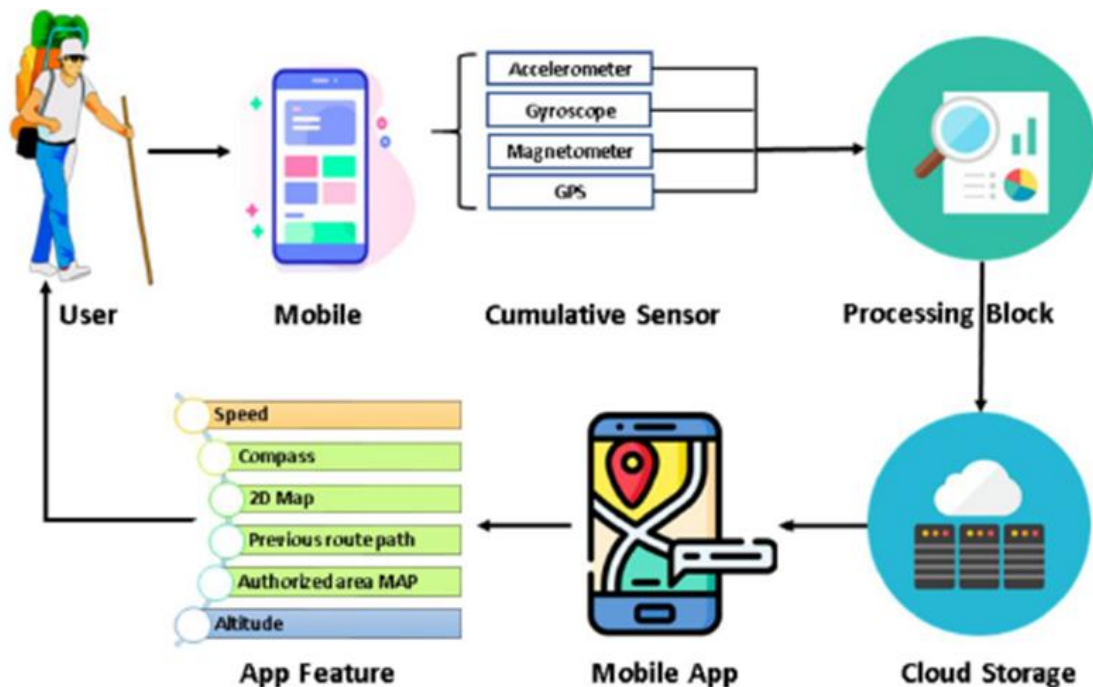 Accelerometer
Gyroscope
Magnetometer
GPS
User
Mobile
Cumulative Sensor
Processing Block
Speed
Compass
2D Map
Previous route path
Authorized area MAP
Altitude
App Feature
Mobile App
Cloud Storage